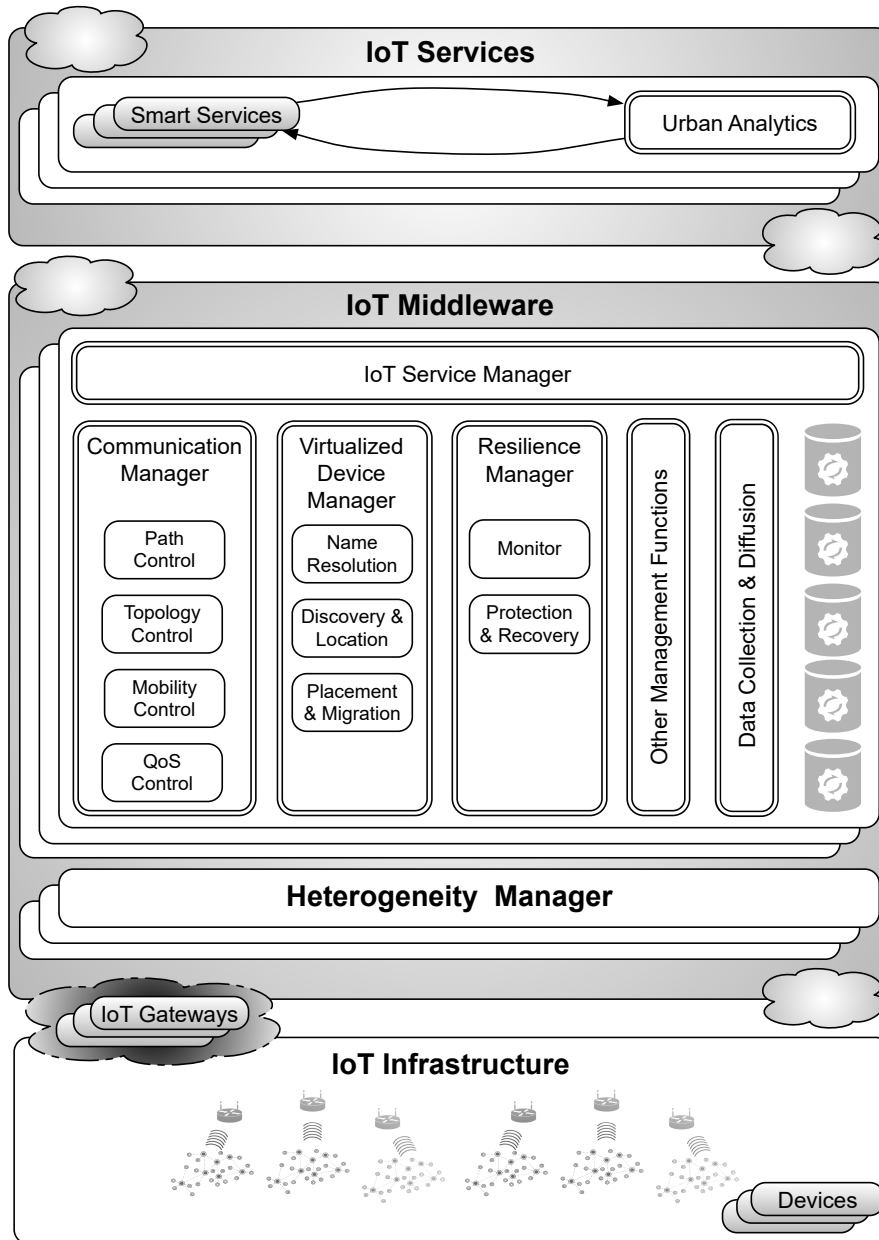 IoT Services
Smart Services
Urban Analytics
IoT Middleware
IoT Service Manager
Communication
Manager
Path
Control
Topology
Control
Mobility
Control
QoS
Control
Virtualized
Device
Manager
Name
Resolution
Discovery &
Location
Placement
& Migration
Resilience
Manager
Monitor
Protection
& Recovery
Other Management Functions
Data Collection & Diffusion
Heterogeneity Manager
IoT Gateways
IoT Infrastructure
Devices